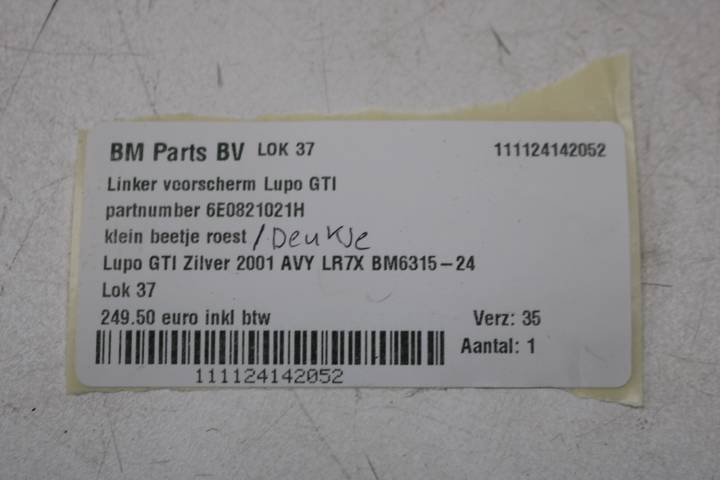 BM Parts BV LOK 37 111124142052
Linker voorscherm Lupo GTI
partnumber 6E0821021H
klein beetje roest / Deukje
Lupo GTI Zilver 2001 AVY LR7X BM6315-24
Lok 37
249.50 euro inkl btw Verz: 35
Aantal: 1
111124142052